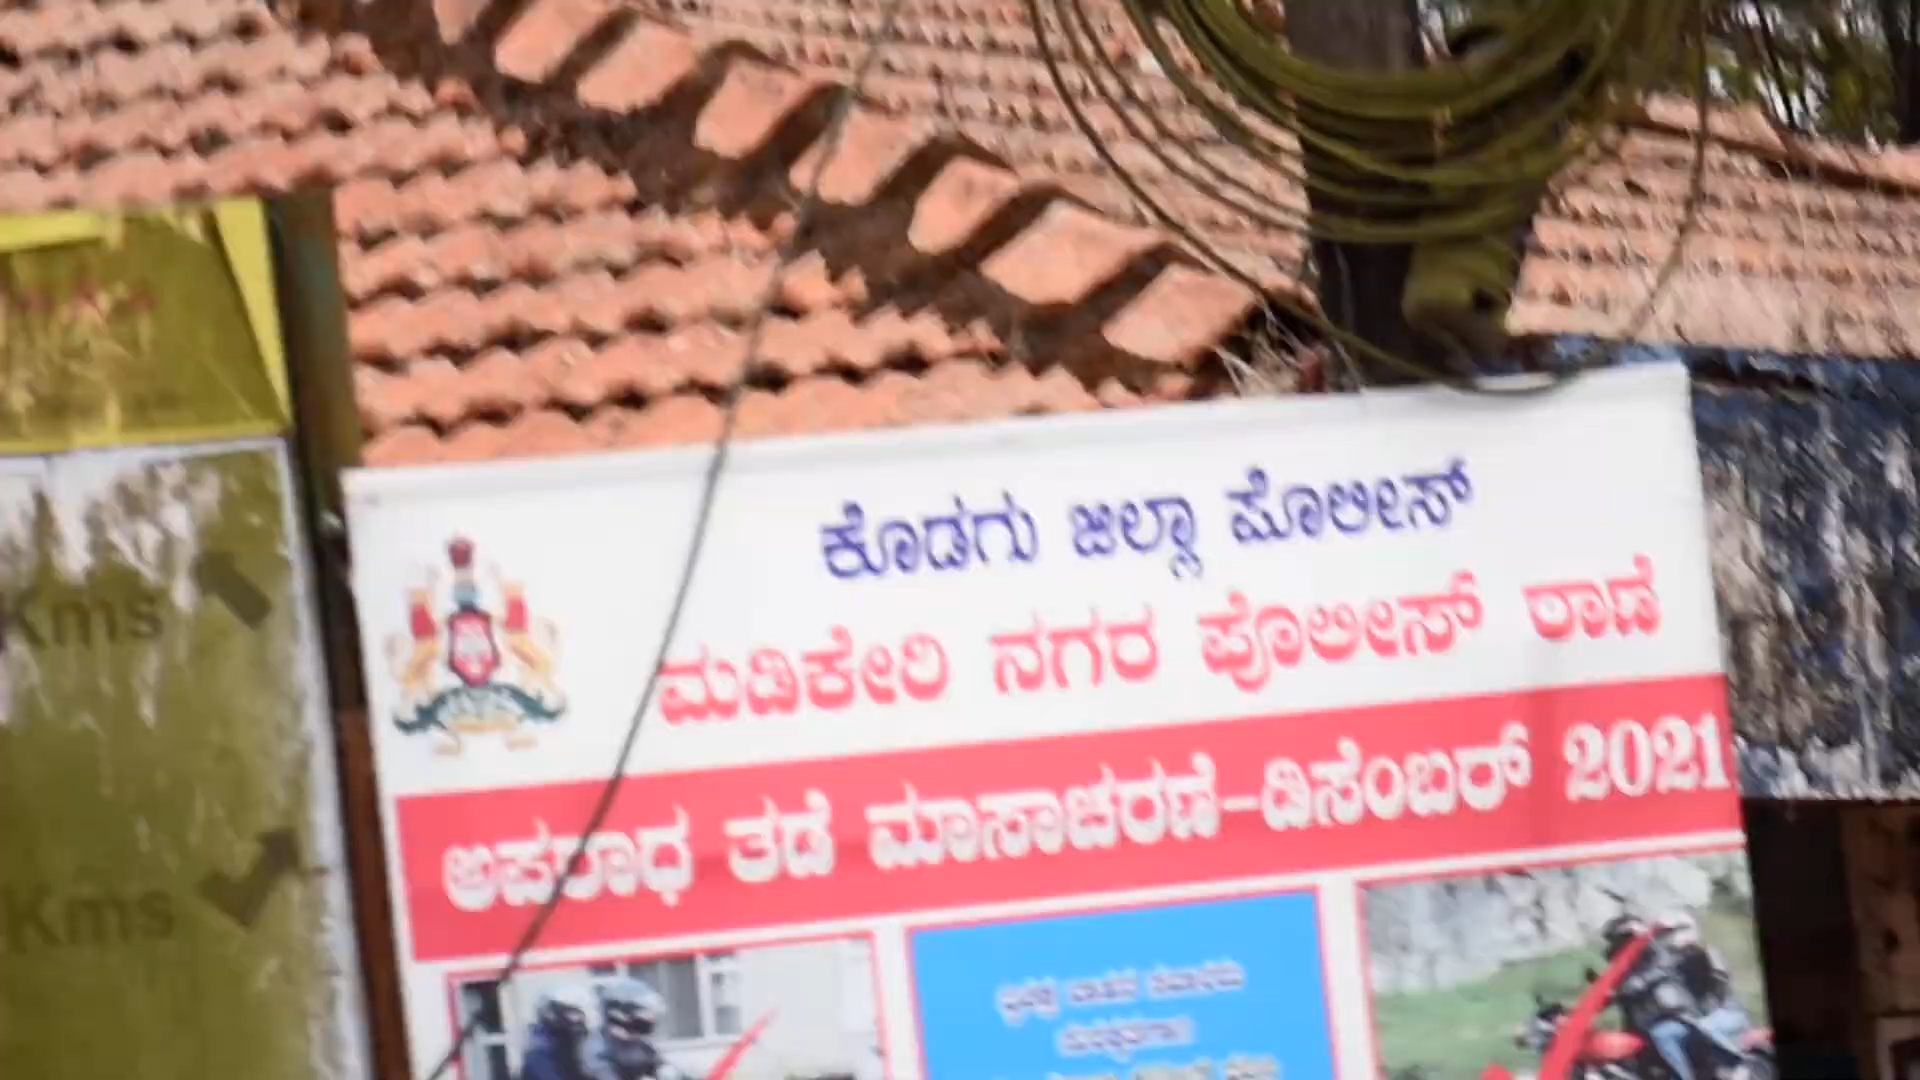 ಕೊಡಗು ಜಿಲ್ಲಾ ಪೊಲೀಸ್
ಮಡಿಕೇರಿ ನಗರ ಪೊಲೀಸ್ ಠಾಣೆ
ಅಪರಾಧ ತಡೆ ಮಾಸಾಚರಣೆ-ಡಿಸೆಂಬರ್ 2021
Kms
Kms